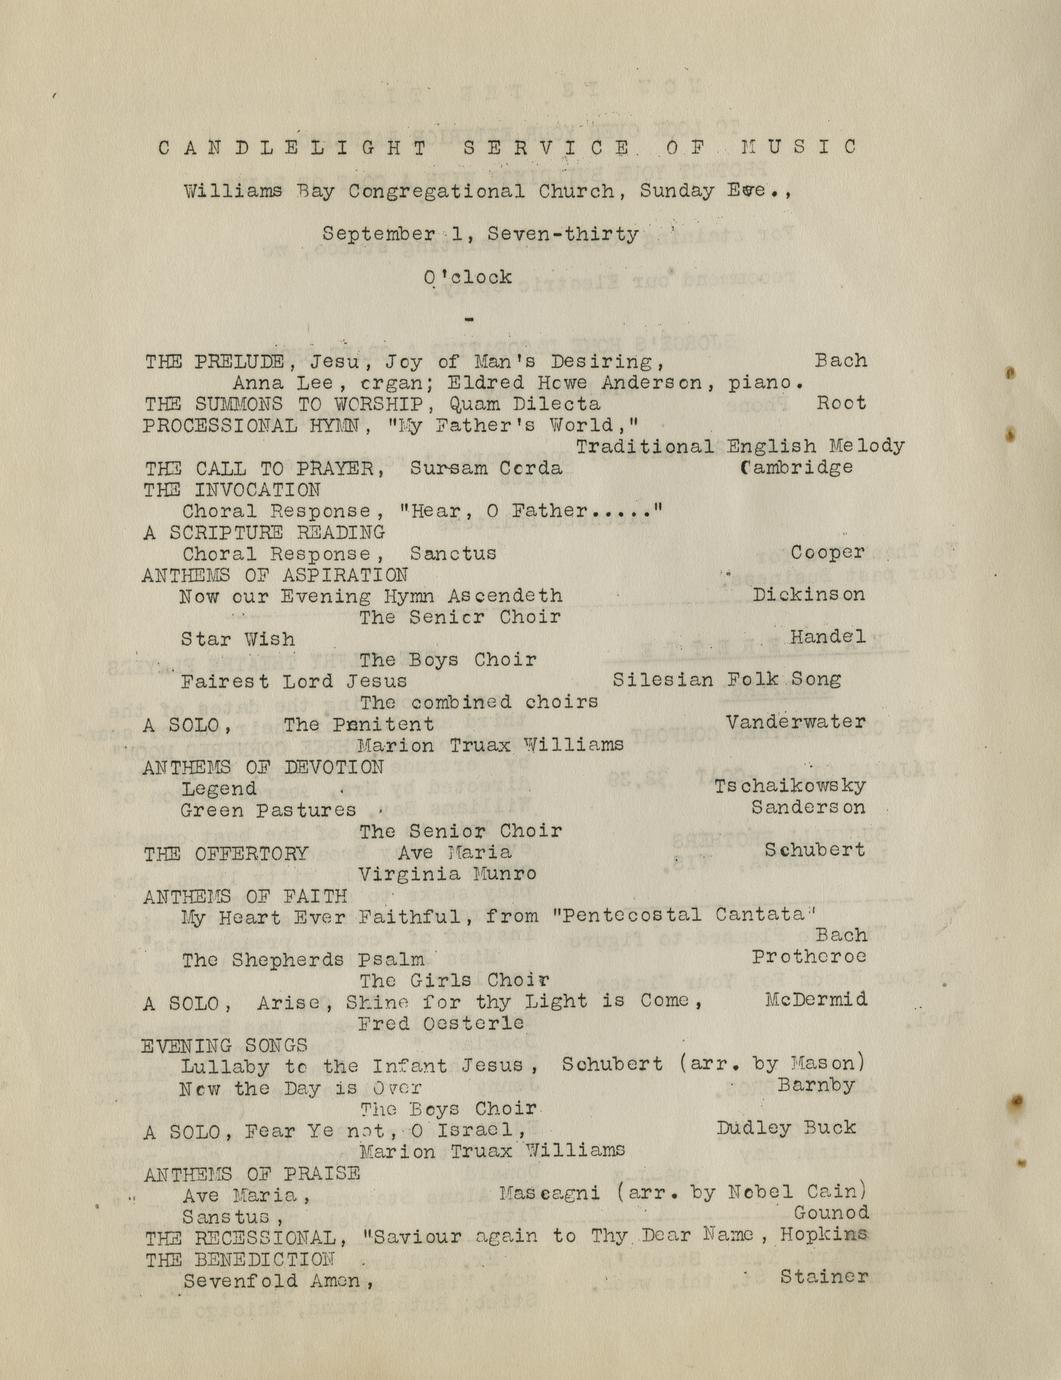 CANDLELIGHT SERVICE OF MUSIC
Williams Bay Congregational Church, Sunday Eve.,
September 1, Seven-thirty
O'clock
-
THE PRELUDE, Jesu, Joy of Man's Desiring, Bach
Anna Lee, organ; Eldred Howe Anderson, piano.
THE SUMMONS TO WORSHIP, Quam Dilecta Root
PROCESSIONAL HYMN, "My Father's World,"
Traditional English Melody
THE CALL TO PRAYER, Sursam Corda Cambridge
THE INVOCATION
Choral Response, "Hear, O Father....."
A SCRIPTURE READING
Choral Response, Sanctus Cooper
ANTHEMS OF ASPIRATION
Now our Evening Hymn Ascendeth Dickinson
The Senior Choir
Star Wish Handel
The Boys Choir
Fairest Lord Jesus Silesian Folk Song
The combined choirs
A SOLO, The Penitent Vanderwater
Marion Truax Williams
ANTHEMS OF DEVOTION
Legend Tschaikowsky
Green Pastures Sanderson
The Senior Choir
THE OFFERTORY Ave Maria Schubert
Virginia Munro
ANTHEMS OF FAITH
My Heart Ever Faithful, from "Pentecostal Cantata"
Bach
The Shepherds Psalm Protheroe
The Girls Choir
A SOLO, Arise, Shine for thy Light is Come, McDermid
Fred Oesterle
EVENING SONGS
Lullaby to the Infant Jesus, Schubert (arr. by Mason)
Now the Day is Over Barnby
The Boys Choir
A SOLO, Fear Ye not, O Israel, Dudley Buck
Marion Truax Williams
ANTHEMS OF PRAISE
Ave Maria, Mascagni (arr. by Nobel Cain)
Sanstus, Gounod
THE RECESSIONAL, "Saviour again to Thy Dear Name, Hopkins
THE BENEDICTION
Sevenfold Amen, Stainer